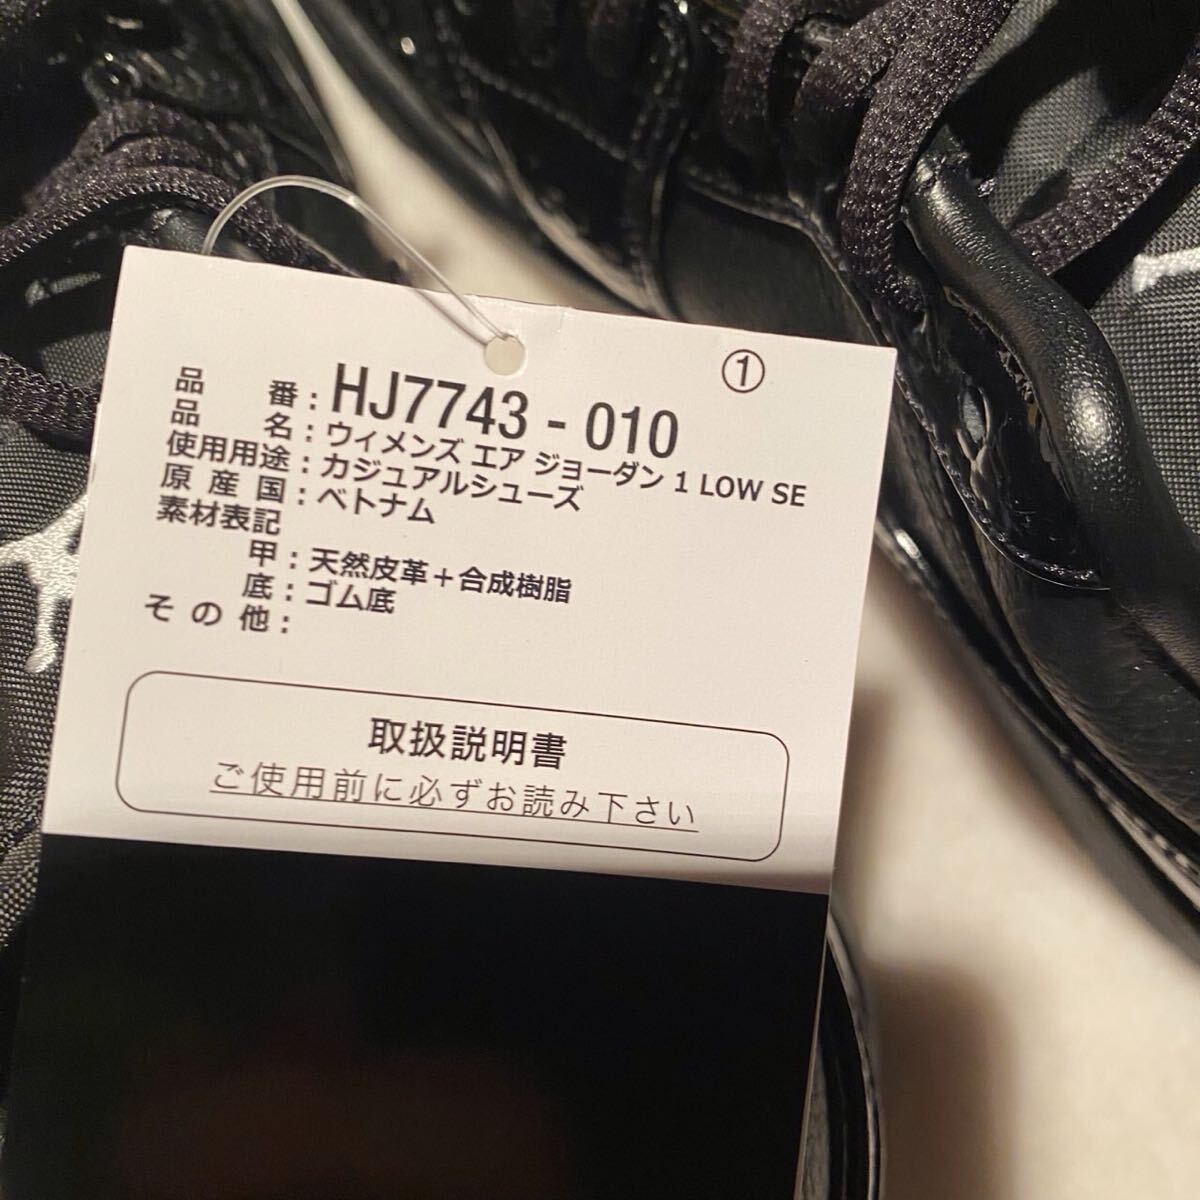 ①
品番：HJ7743 - 010
品名：ウィメンズ エア ジョーダン 1 LOW SE
使用用途：カジュアルシューズ
原産国：ベトナム
素材表記
甲：天然皮革＋合成樹脂
底：ゴム底
その他：
取扱説明書
ご使用前に必ずお読み下さい